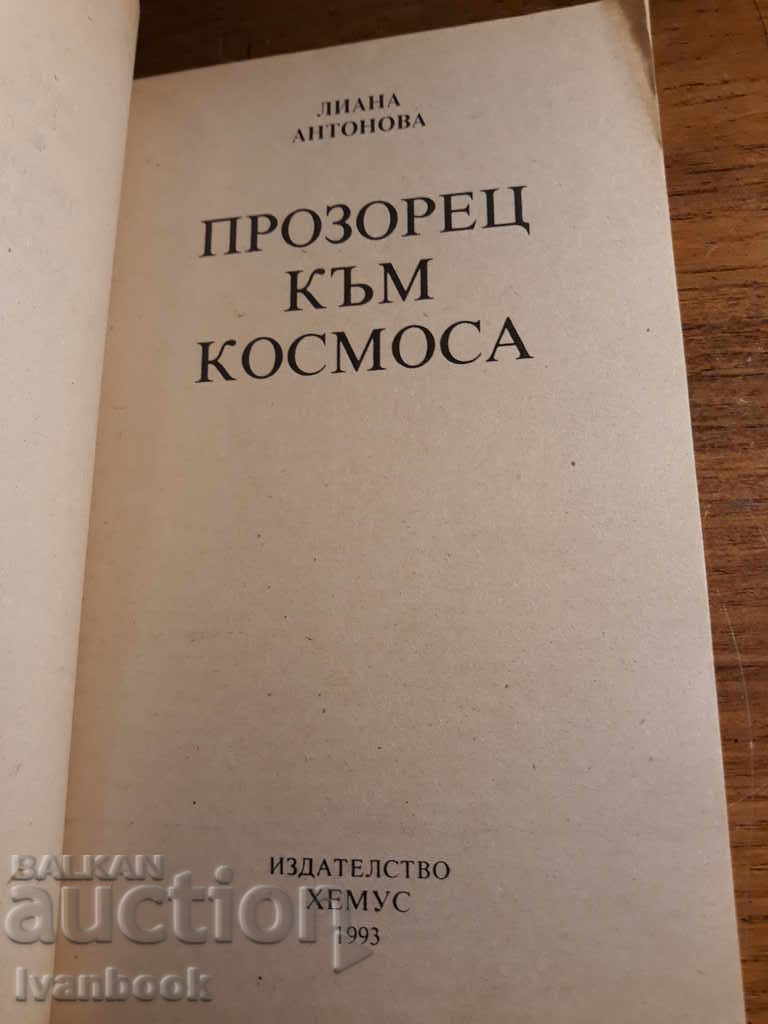 ЛИАНА
АНТОНОВА
ПРОЗОРЕЦ
КЪМ
КОСМОСА
ИЗДАТЕЛСТВО
ХЕМУС
1993
BALKAN
auction
Ivanbook